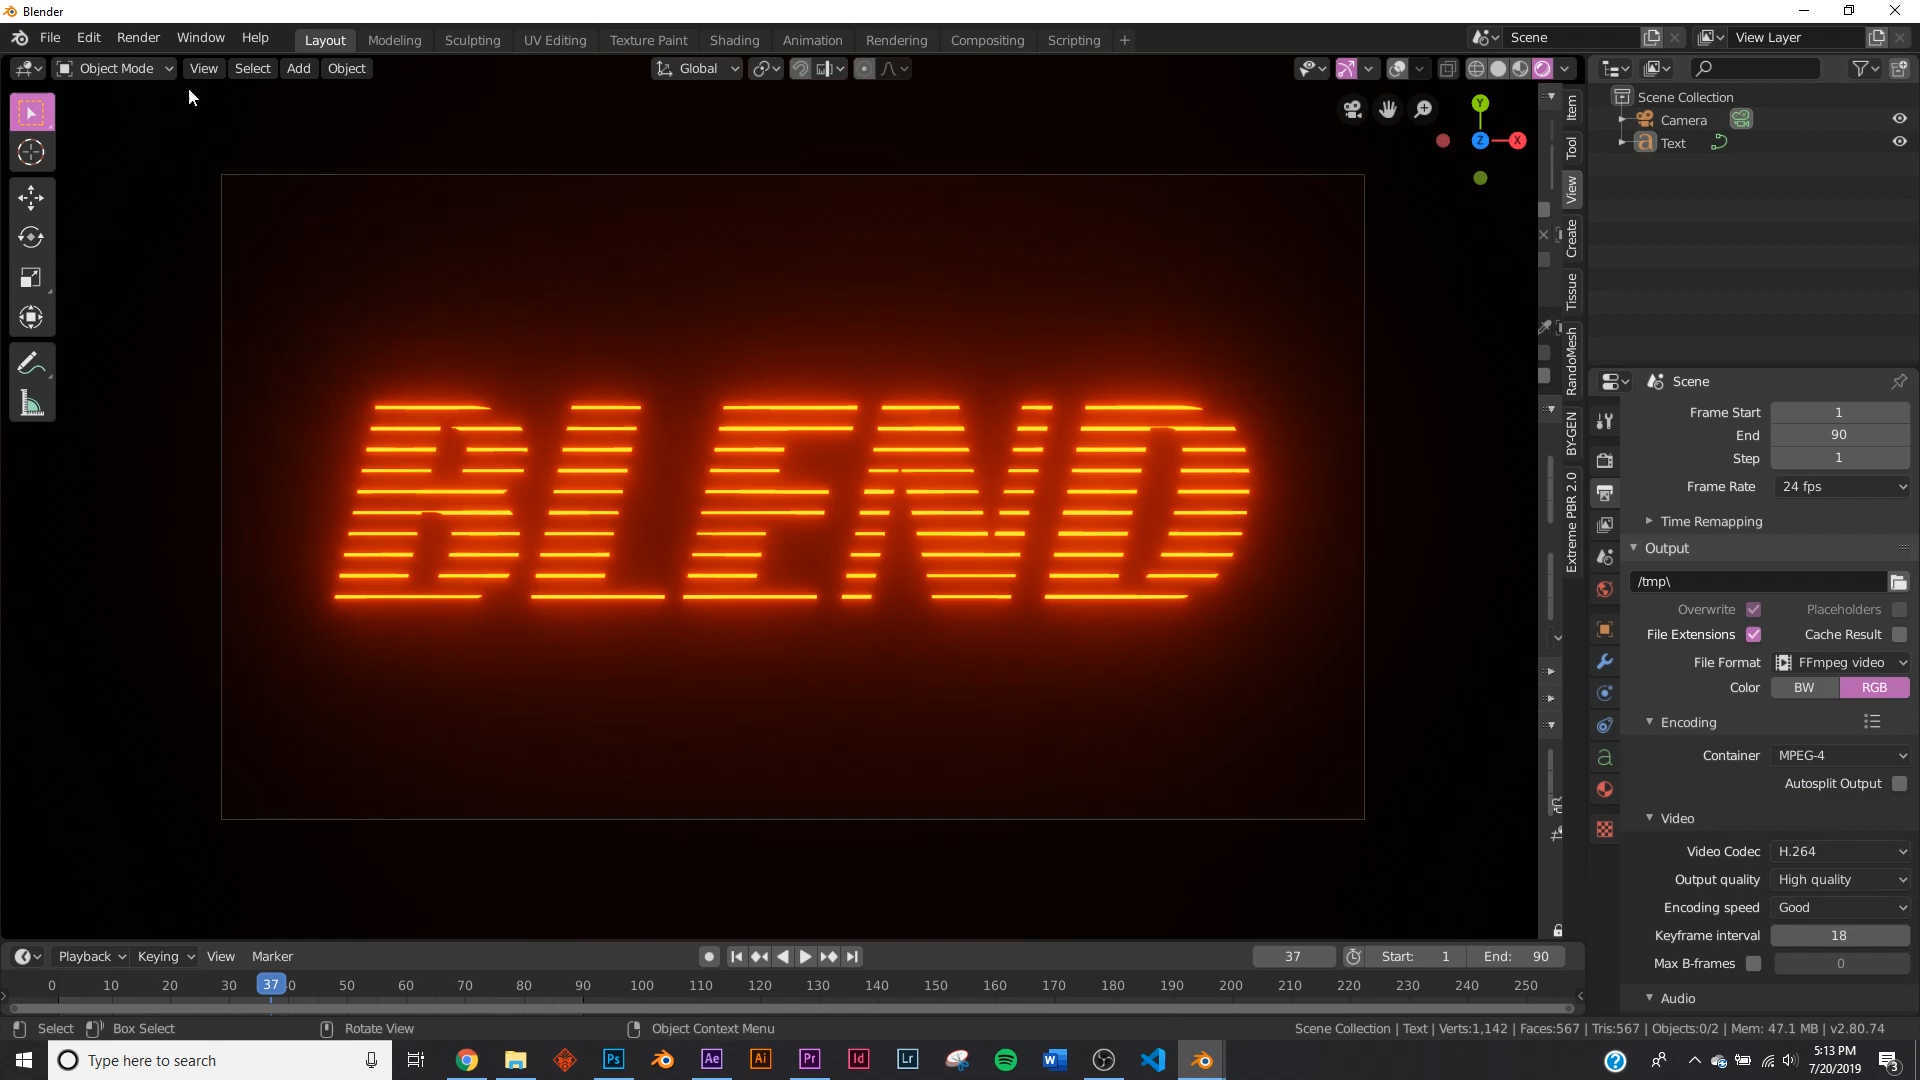 Blender
File Edit Render Window Help Layout Modeling Sculpting UV Editing Texture Paint Shading Animation Rendering Compositing Scripting + Scene View Layer
Object Mode View Select Add Object Global
Y
Z X
Item
Tool
View
Create
Tissue
RandoMesh
BY-GEN
Extreme PBR 2.0
Scene Collection
Camera
Text
BLEND
Scene
Frame Start 1
End 90
Step 1
Frame Rate 24 fps
Time Remapping
Output
/tmp\
Overwrite Placeholders
File Extensions Cache Result
File Format FFmpeg video
Color BW RGB
Encoding
Container MPEG-4
Autosplit Output
Video
Video Codec H.264
Output quality High quality
Encoding speed Good
Keyframe interval 18
Max B-frames 0
Audio
Playback Keying View Marker 37 Start: 1 End: 90
0 10 20 30 37 50 60 70 80 90 100 110 120 130 140 150 160 170 180 190 200 210 220 230 240 250
Select Box Select Rotate View Object Context Menu Scene Collection | Text | Verts:1,142 | Faces:567 | Tris:567 | Objects:0/2 | Mem: 47.1 MB | v2.80.74
Type here to search Ps Ae Ai Pr Id Lr W 5:13 PM
7/20/2019 3